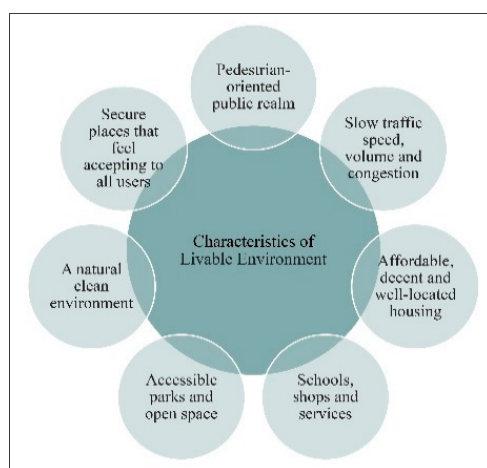 Pedestrian-
oriented
public realm
Slow traffic
speed,
volume and
congestion
Affordable,
decent and
well-located
housing
Schools,
shops and
services
Accessible
parks and
open space
A natural
clean
environment
Secure
places that
feel
accepting to
all users
Characteristics of
Livable Environment